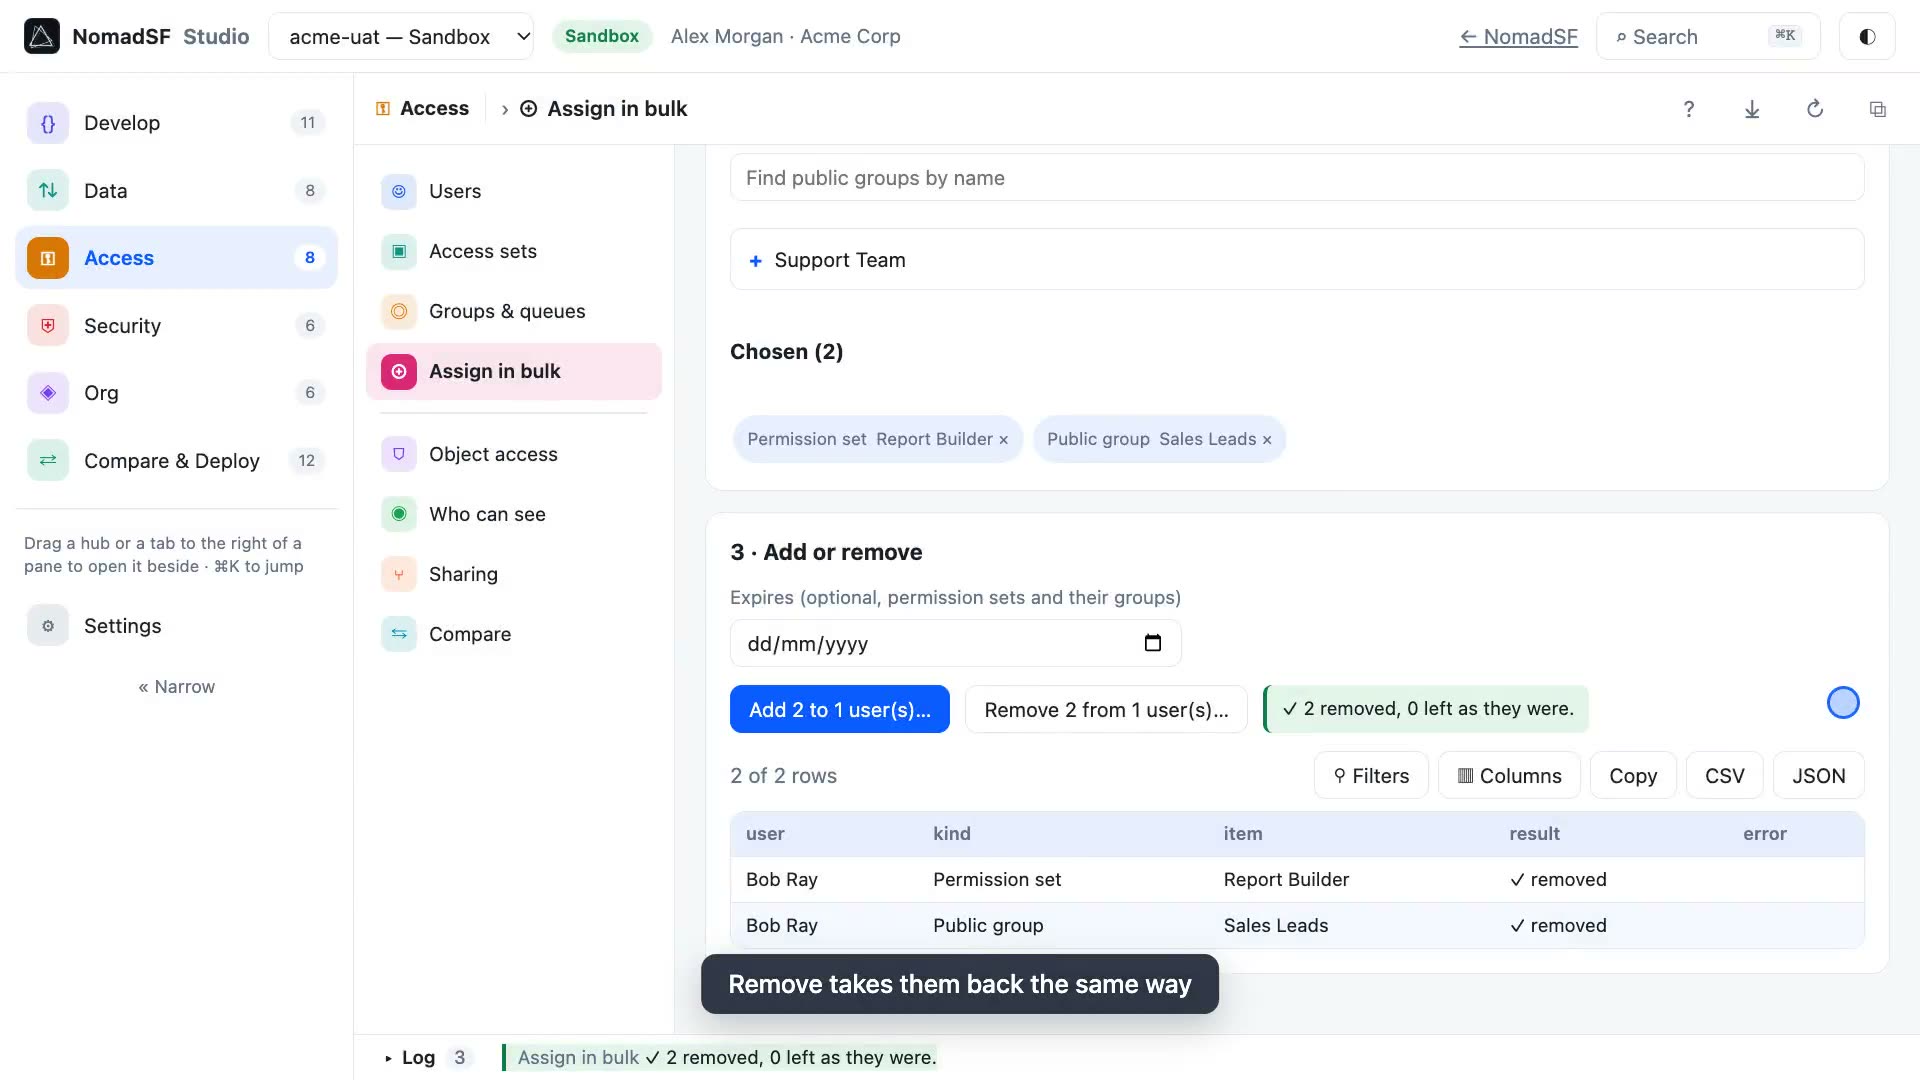 NomadSF Studio
acme-uat — Sandbox
Sandbox
Alex Morgan · Acme Corp
← NomadSF
Search ⌘K
{} Develop 11
Data 8
Access 8
Security 6
Org 6
Compare & Deploy 12
Drag a hub or a tab to the right of a
pane to open it beside · ⌘K to jump
Settings
« Narrow
Access › Assign in bulk
?
Users
Access sets
Groups & queues
Assign in bulk
Object access
Who can see
Sharing
Compare
Find public groups by name
+ Support Team
Chosen (2)
Permission set Report Builder ×
Public group Sales Leads ×
3 · Add or remove
Expires (optional, permission sets and their groups)
dd/mm/yyyy
Add 2 to 1 user(s)...
Remove 2 from 1 user(s)...
✓ 2 removed, 0 left as they were.
2 of 2 rows
Filters
Columns
Copy
CSV
JSON
user kind item result error
Bob Ray Permission set Report Builder ✓ removed
Bob Ray Public group Sales Leads ✓ removed
Remove takes them back the same way
▸ Log 3
Assign in bulk ✓ 2 removed, 0 left as they were.